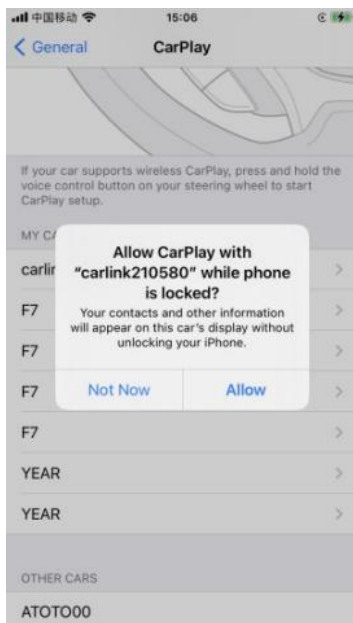 中国移动 15:06
General CarPlay
If your car supports wireless CarPlay, press and hold the
voice control button on your steering wheel to start
CarPlay setup.
MY CA
carlin
Allow CarPlay with
"carlink210580" while phone
is locked?
Your contacts and other information
will appear on this car's display without
unlocking your iPhone.
Not Now Allow
F7
F7
F7
F7
YEAR
YEAR
OTHER CARS
ATOTO00